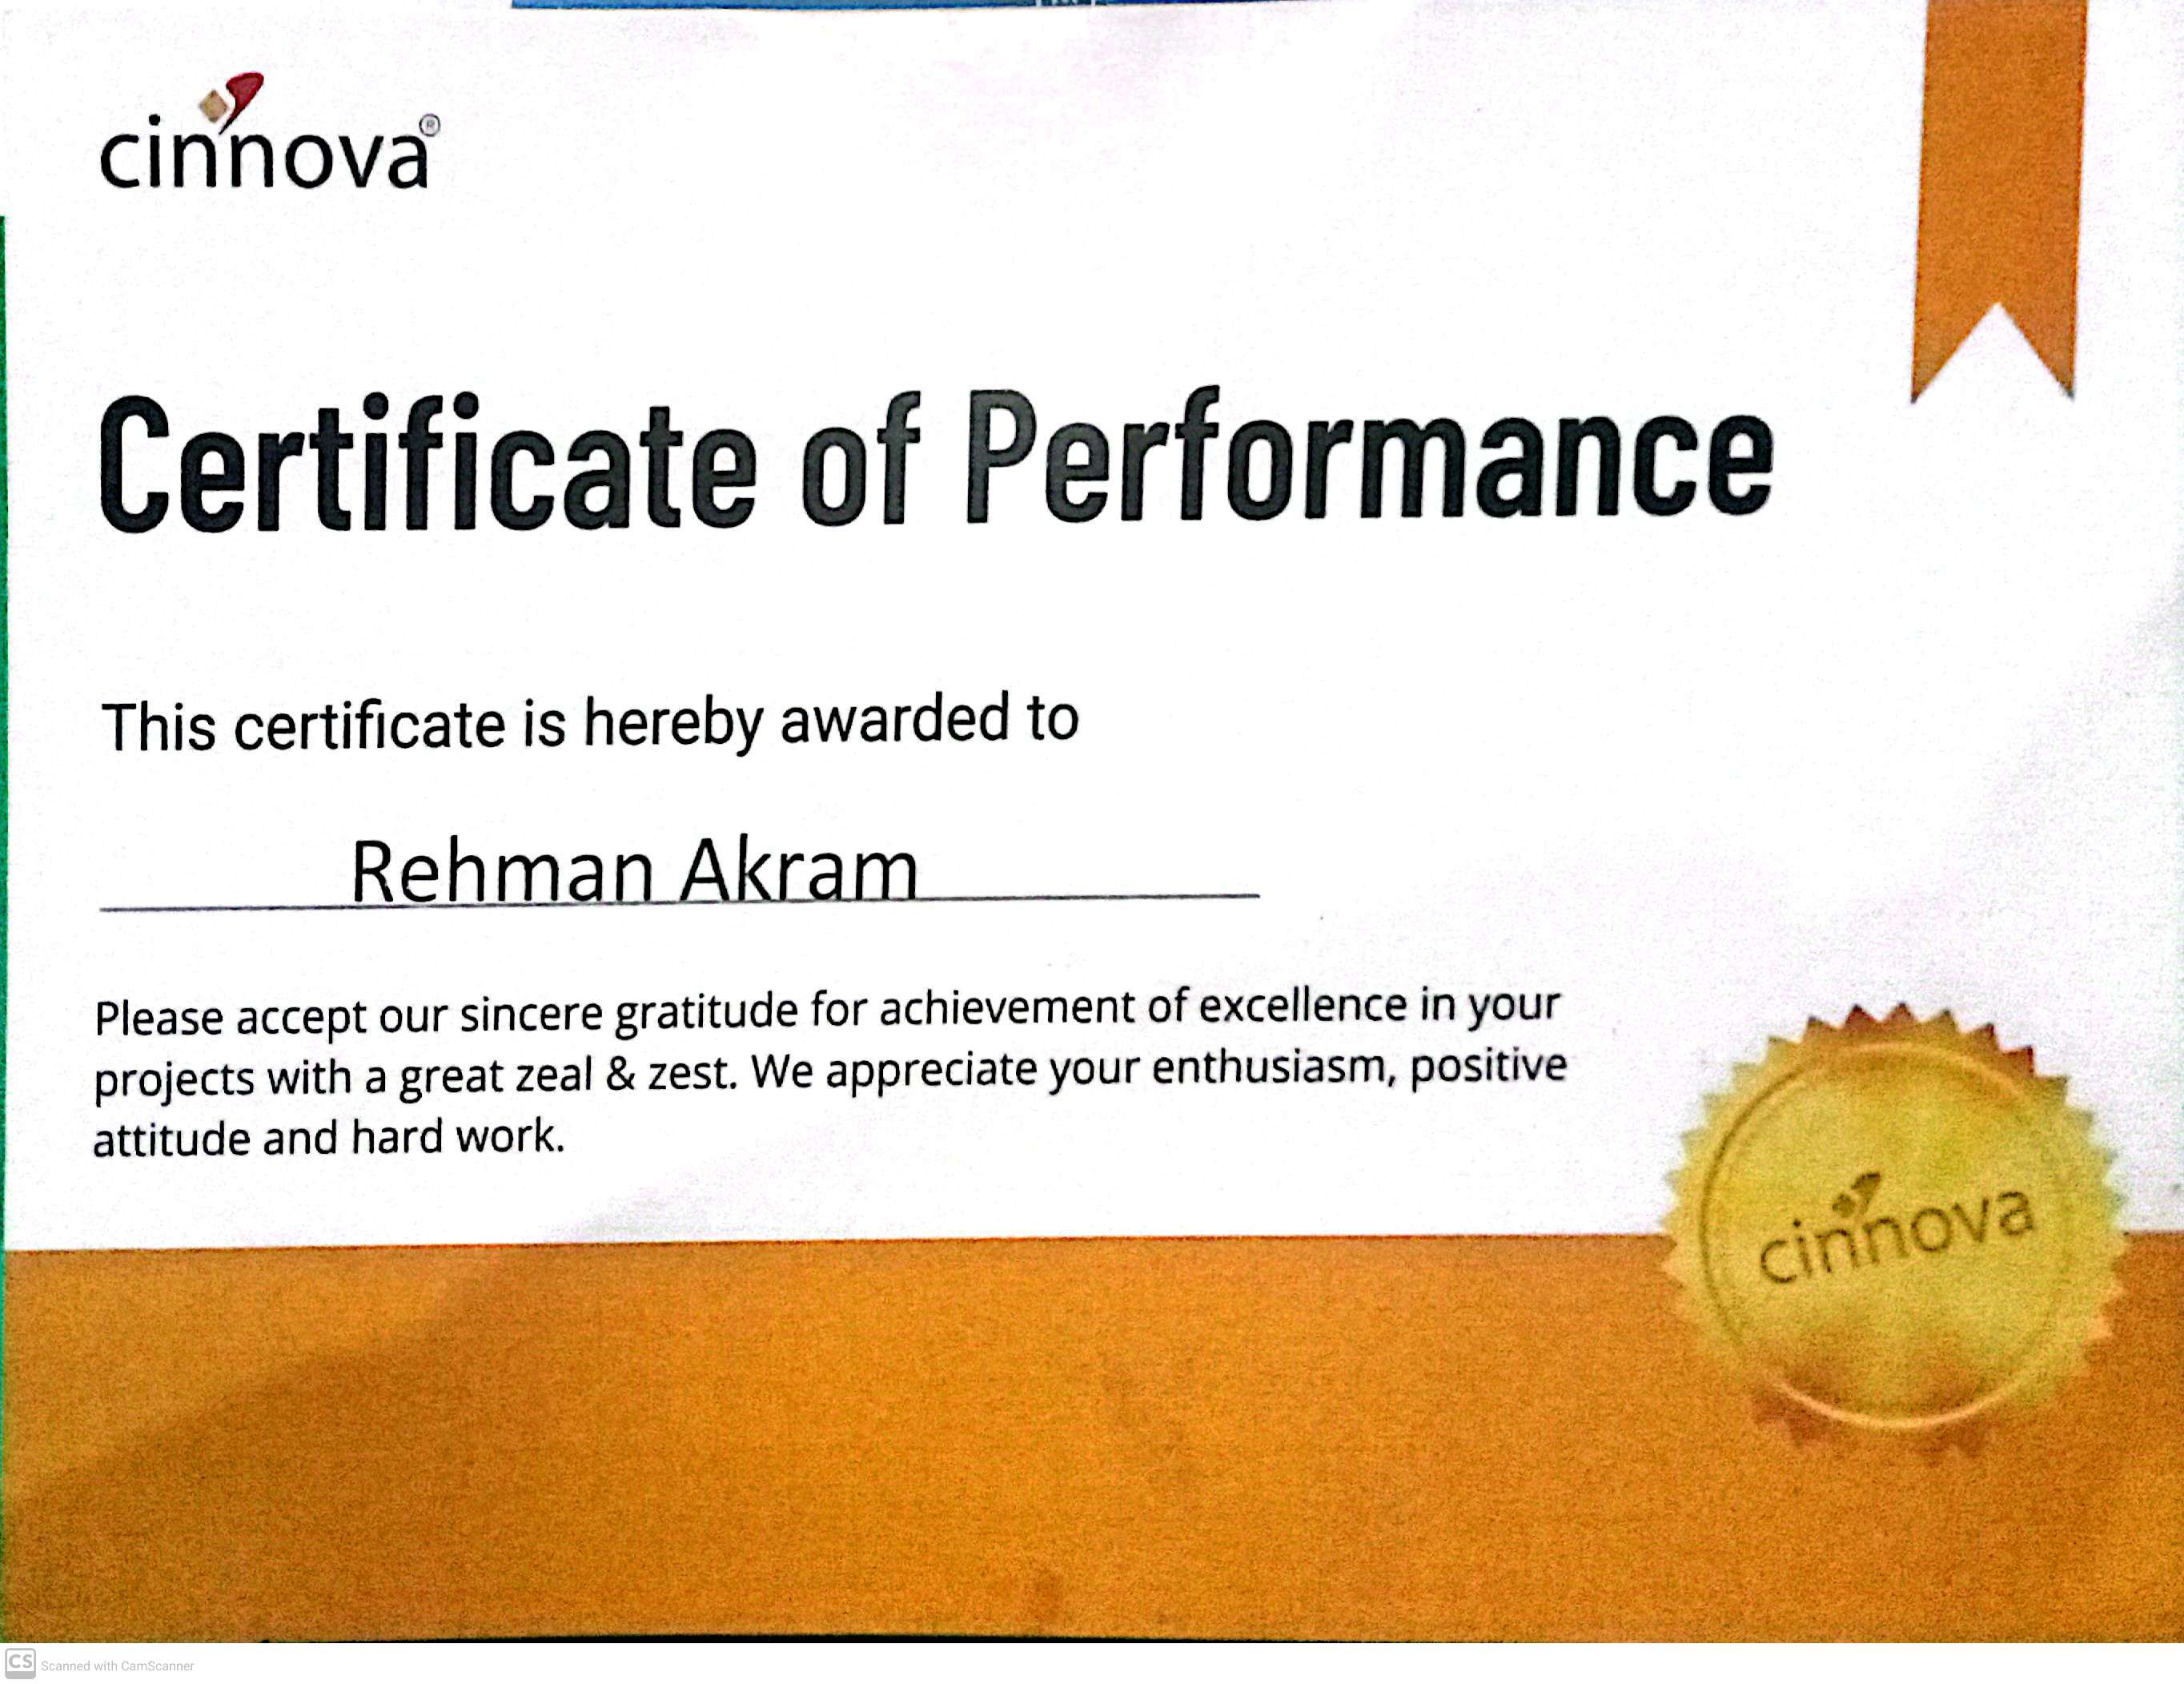 cinnova®
Certificate of Performance
This certificate is hereby awarded to
Rehman Akram
Please accept our sincere gratitude for achievement of excellence in your
projects with a great zeal & zest. We appreciate your enthusiasm, positive
attitude and hard work.
cinnova
CS Scanned with CamScanner